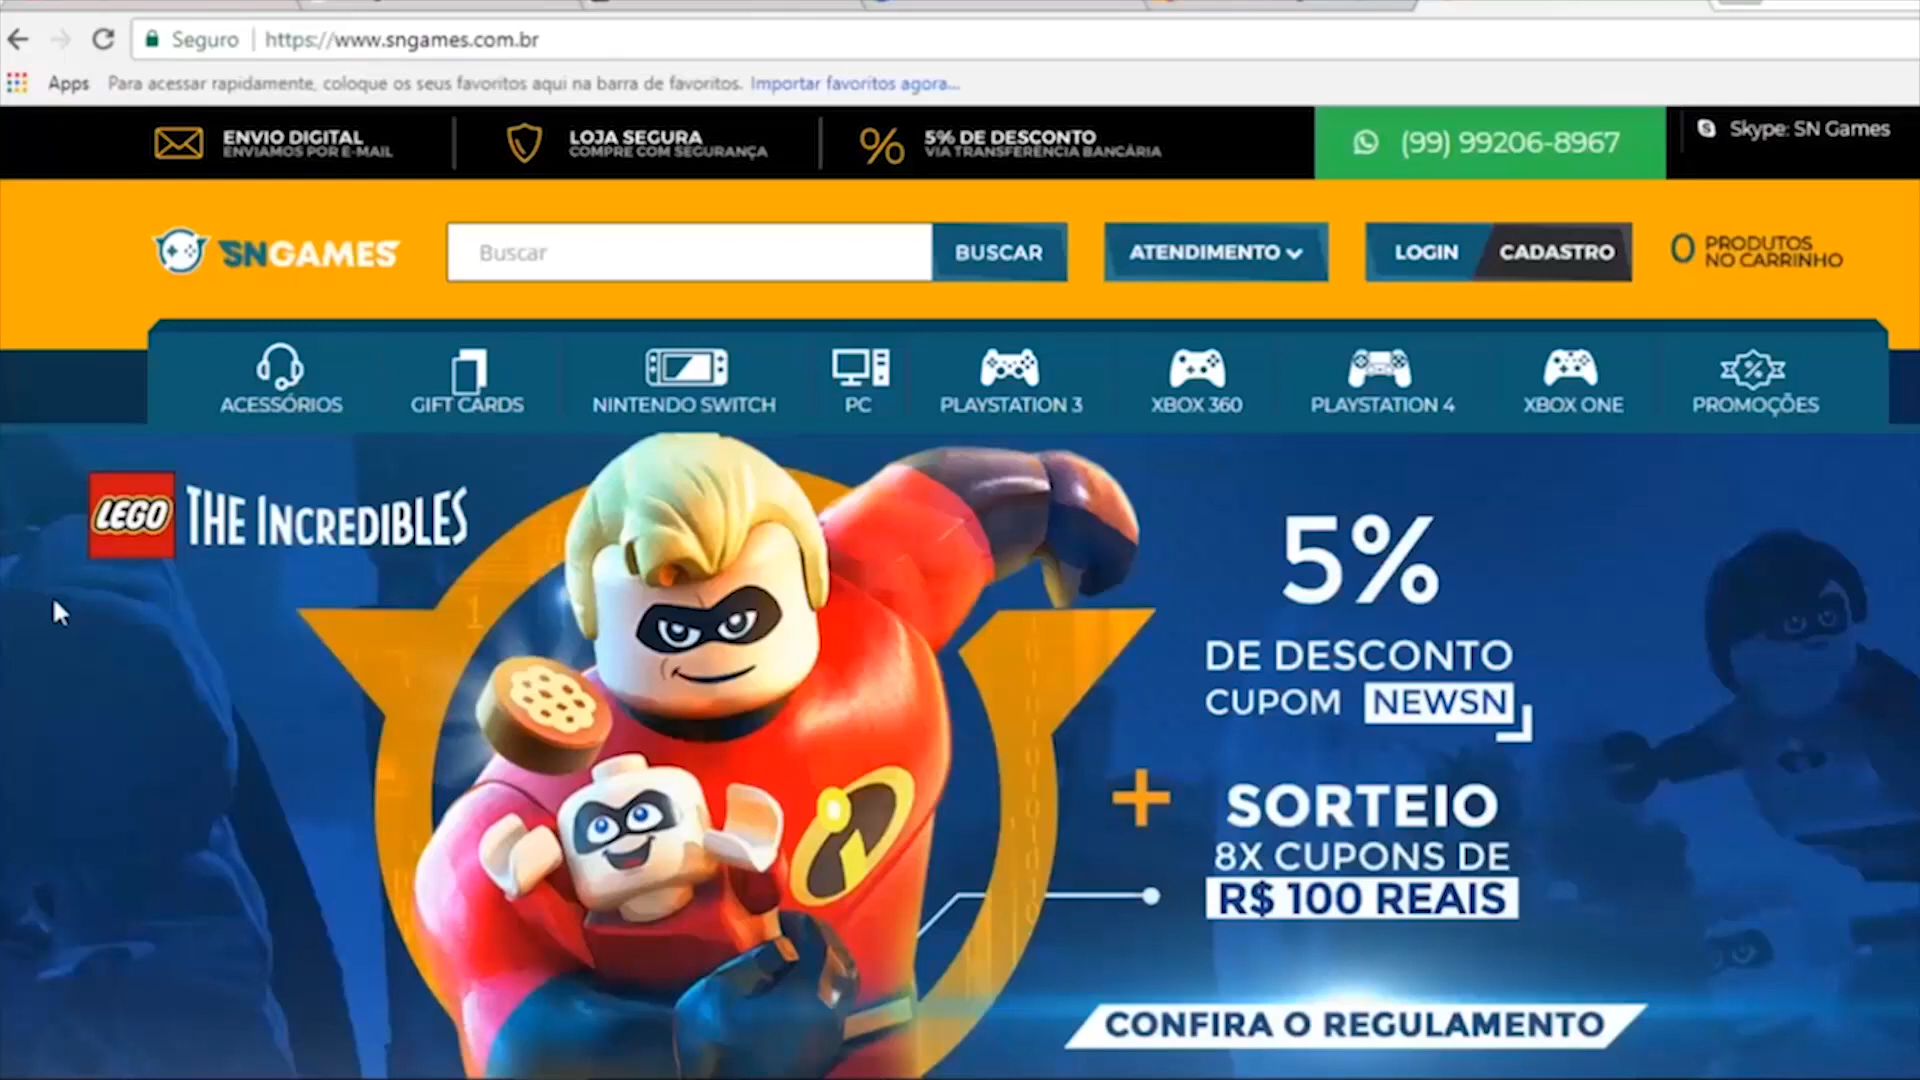 Seguro | https://www.sngames.com.br
Apps Para acessar rapidamente, coloque os seus favoritos aqui na barra de favoritos. Importar favoritos agora...
ENVIO DIGITAL
ENVIAMOS POR E-MAIL
LOJA SEGURA
COMPRE COM SEGURANÇA
5% DE DESCONTO
VIA TRANSFERÊNCIA BANCÁRIA
(99) 99206-8967
Skype: SN Games
SNGAMES
Buscar
BUSCAR
ATENDIMENTO
LOGIN
CADASTRO
0 PRODUTOS
NO CARRINHO
ACESSÓRIOS
GIFT CARDS
NINTENDO SWITCH
PC
PLAYSTATION 3
XBOX 360
PLAYSTATION 4
XBOX ONE
PROMOÇÕES
LEGO THE INCREDIBLES
5%
DE DESCONTO
CUPOM NEWSN
+ SORTEIO
8X CUPONS DE
R$ 100 REAIS
CONFIRA O REGULAMENTO